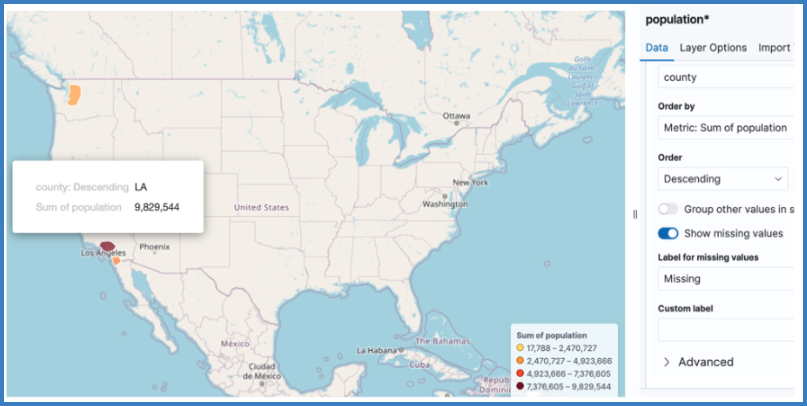 population*
Data Layer Options Import
county
Order by
Metric: Sum of population
Order
Descending
Group other values in s
Show missing values
Label for missing values
Missing
Custom label
Advanced
Golfe
du Saint
Laurent
Gulf of
Saint
Lawrence
Ottawa
New York
Washington
United States
county: Descending LA
Sum of population 9,829,544
Los Angeles
Phoenix
México
Ciudad
de México
La Habana
The Bahamas
Cuba
Sum of population
17,788 – 2,470,727
2,470,727 – 4,923,666
4,923,666 – 7,376,605
7,376,605 – 9,829,544
Repub
Domini